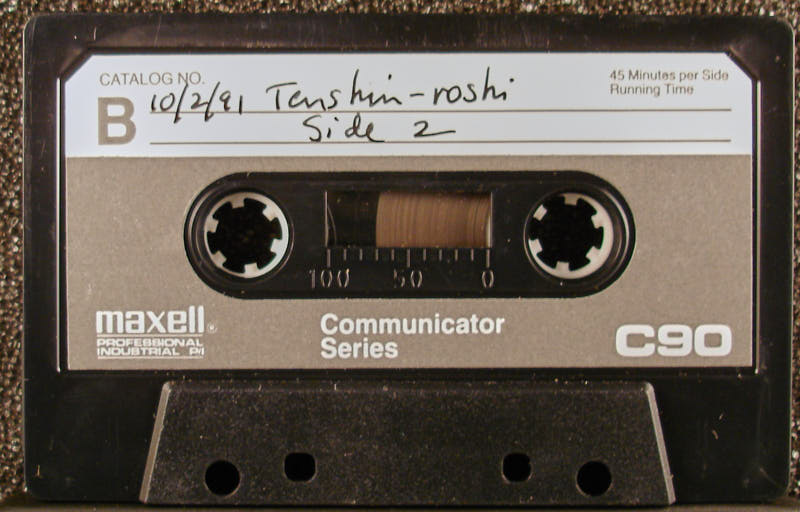 CATALOG NO.
B
10/2/91 Tenshin-roshi
Side 2
45 Minutes per Side
Running Time
100 50 0
maxell®
PROFESSIONAL
INDUSTRIAL P/I
Communicator
Series
C90